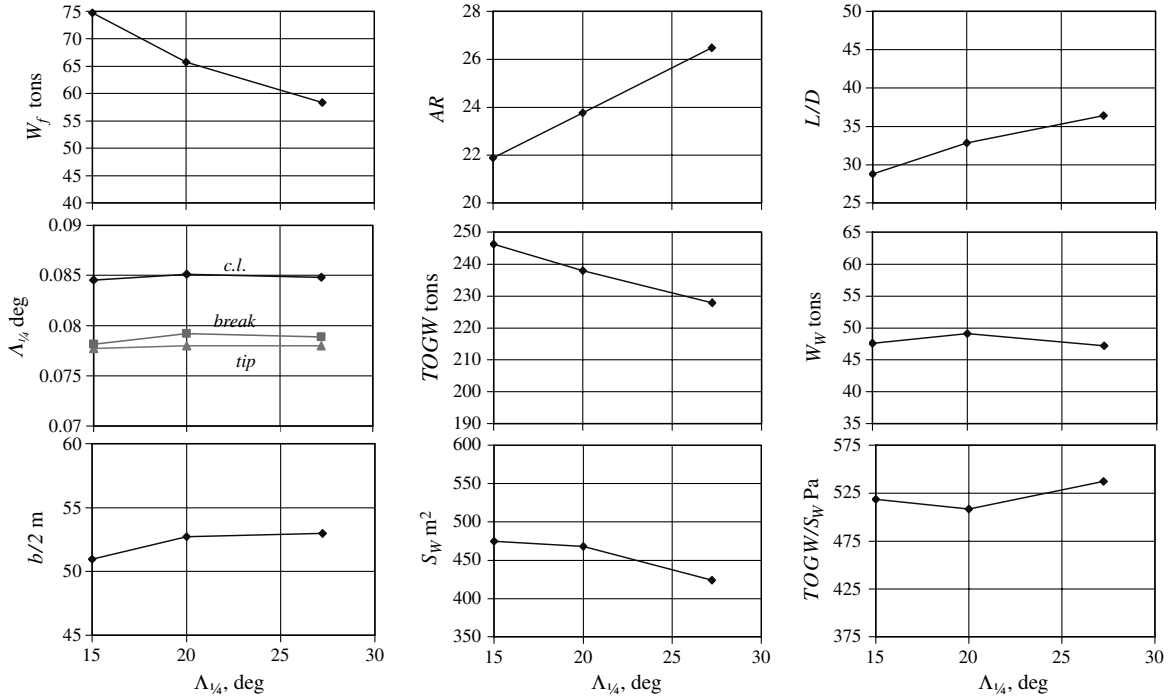 W_f tons
75
70
65
60
55
50
45
40
AR
28
26
24
22
20
L/D
50
45
40
35
30
25
Λ_¼ deg
0.09
0.085
0.08
0.075
0.07
c.l.
break
tip
TOGW tons
250
240
230
220
210
200
190
W_W tons
65
60
55
50
45
40
35
b/2 m
60
55
50
45
15 20 25 30
Λ_¼, deg
S_W m²
600
550
500
450
400
350
15 20 25 30
Λ_¼, deg
TOGW/S_W Pa
575
525
475
425
375
15 20 25 30
Λ_¼, deg